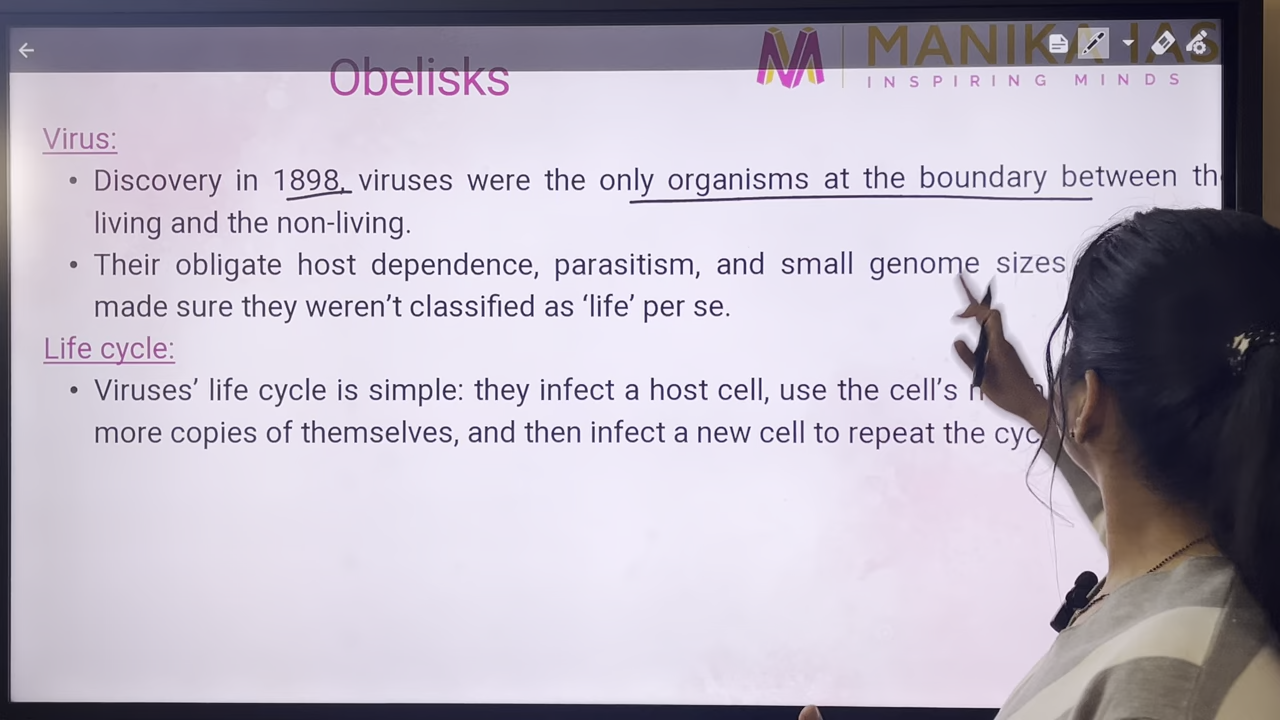 MANIKA IAS
INSPIRING MINDS
Obelisks
Virus:
• Discovery in 1898, viruses were the only organisms at the boundary between
living and the non-living.
• Their obligate host dependence, parasitism, and small genome sizes
made sure they weren’t classified as ‘life’ per se.
Life cycle:
• Viruses’ life cycle is simple: they infect a host cell, use the cell’s
more copies of themselves, and then infect a new cell to repeat the